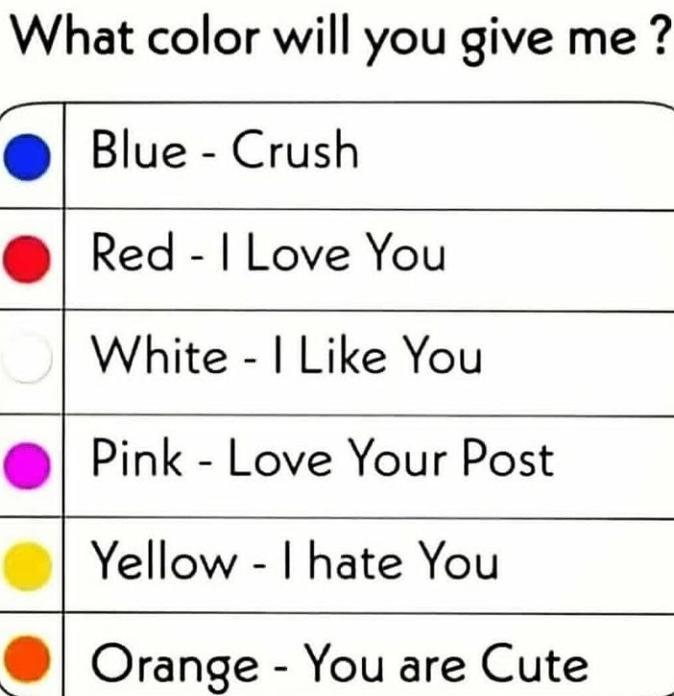 What color will you give me ?
Blue - Crush
Red - I Love You
White - I Like You
Pink - Love Your Post
Yellow - I hate You
Orange - You are Cute